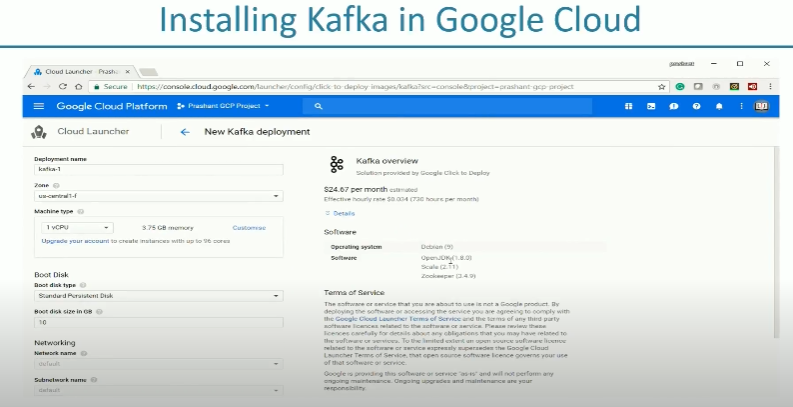 Installing Kafka in Google Cloud
Cloud Launcher - Prasha
Secure
https://console.cloud.google.com/launcher/config/click-to-deploy-images/kafka?src=console&project=prashant-gcp-project
Google Cloud Platform
Prashant GCP Project
Cloud Launcher
New Kafka deployment
Deployment name
kafka-1
Zone
us-central1-f
Machine type
1 vCPU
3.75 GB memory
Customise
Upgrade your account to create instances with up to 96 cores
Boot Disk
Boot disk type
Standard Persistent Disk
Boot disk size in GB
10
Networking
Network name
default
Subnetwork name
default
Kafka overview
Solution provided by Google Click to Deploy
$24.67 per month estimated
Effective hourly rate $0.034 (730 hours per month)
Details
Software
Operating system Debian (9)
Software OpenJDK (1.8.0)
Scala (2.11)
Zookeeper (3.4.9)
Terms of Service
The software or service that you are about to use is not a Google product. By
deploying the software or accessing the service you are agreeing to comply with
the Google Cloud Launcher Terms of Service and the terms of any third party
software licences related to the software or service. Please review these
licences carefully for details about any obligations that you may have related to
the software or services. To the limited extent an open source software licence
related to the software or service expressly supersedes the Google Cloud
Launcher Terms of Service, that open source software licence governs your use
of that software or service.
Google is providing this software or service "as-is" and will not perform any
ongoing maintenance. Ongoing upgrades and maintenance are your
responsibility.